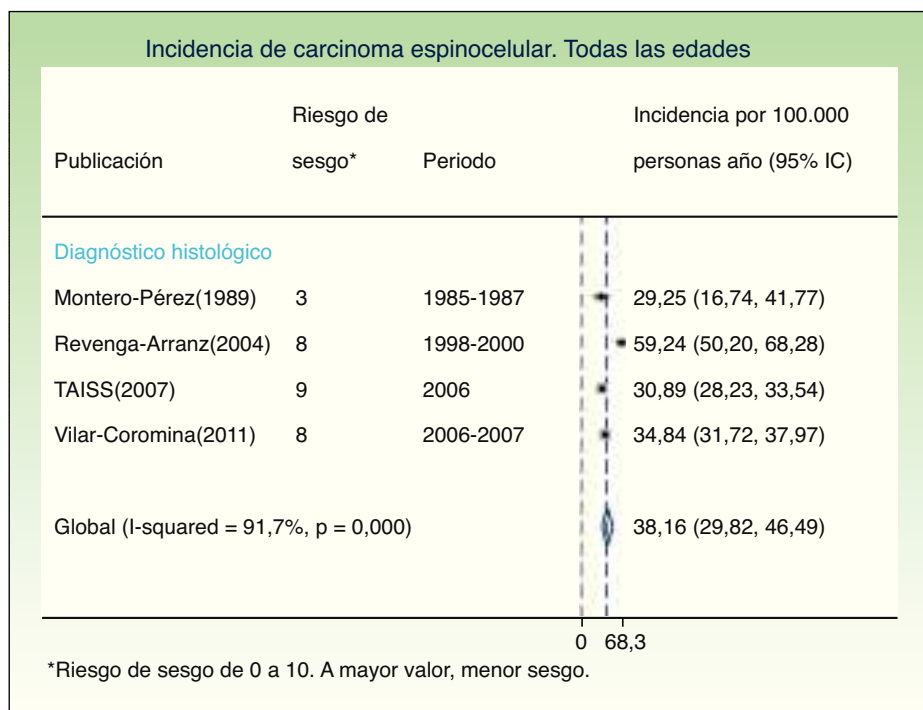 Incidencia de carcinoma espinocelular. Todas las edades
Riesgo de Incidencia por 100.000
Publicación sesgo* Periodo personas año (95% IC)
Diagnóstico histológico
Montero-Pérez(1989) 3 1985-1987 29,25 (16,74, 41,77)
Revenga-Arranz(2004) 8 1998-2000 59,24 (50,20, 68,28)
TAISS(2007) 9 2006 30,89 (28,23, 33,54)
Vilar-Coromina(2011) 8 2006-2007 34,84 (31,72, 37,97)
Global (I-squared = 91,7%, p = 0,000) 38,16 (29,82, 46,49)
0 68,3
*Riesgo de sesgo de 0 a 10. A mayor valor, menor sesgo.